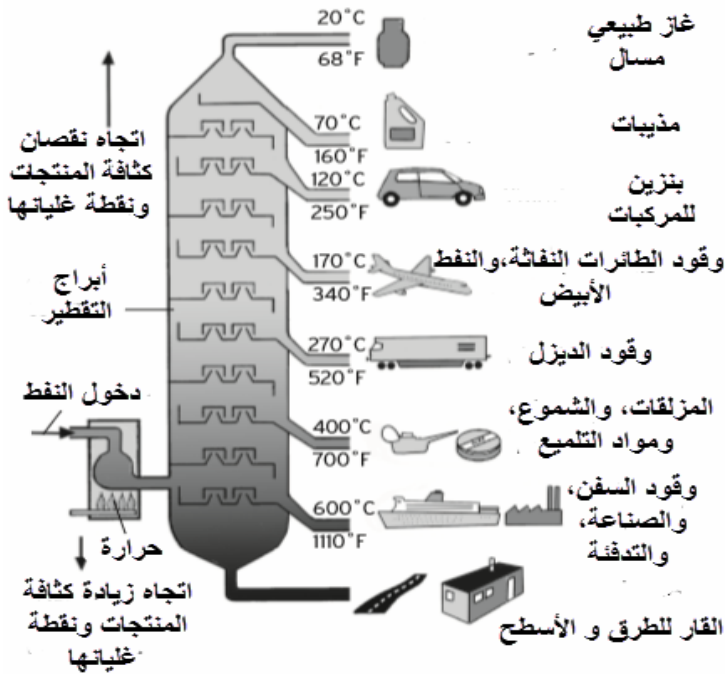 20°C
68°F
غاز طبيعي
مسال
70°C
160°F
مذيبات
اتجاه نقصان
كثافة المنتجات
ونقطة غليانها
120°C
250°F
بنزين
للمركبات
170°C
340°F
وقود الطائرات النفاثة،والنفط
الأبيض
أبراج
التقطير
270°C
520°F
وقود الديزل
دخول النفط
400°C
700°F
المزلقات، والشموع،
ومواد التلميع
600°C
1110°F
وقود السفن،
والصناعة،
والتدفئة
حرارة
اتجاه زيادة كثافة
المنتجات ونقطة
غليانها
القار للطرق و الأسطح